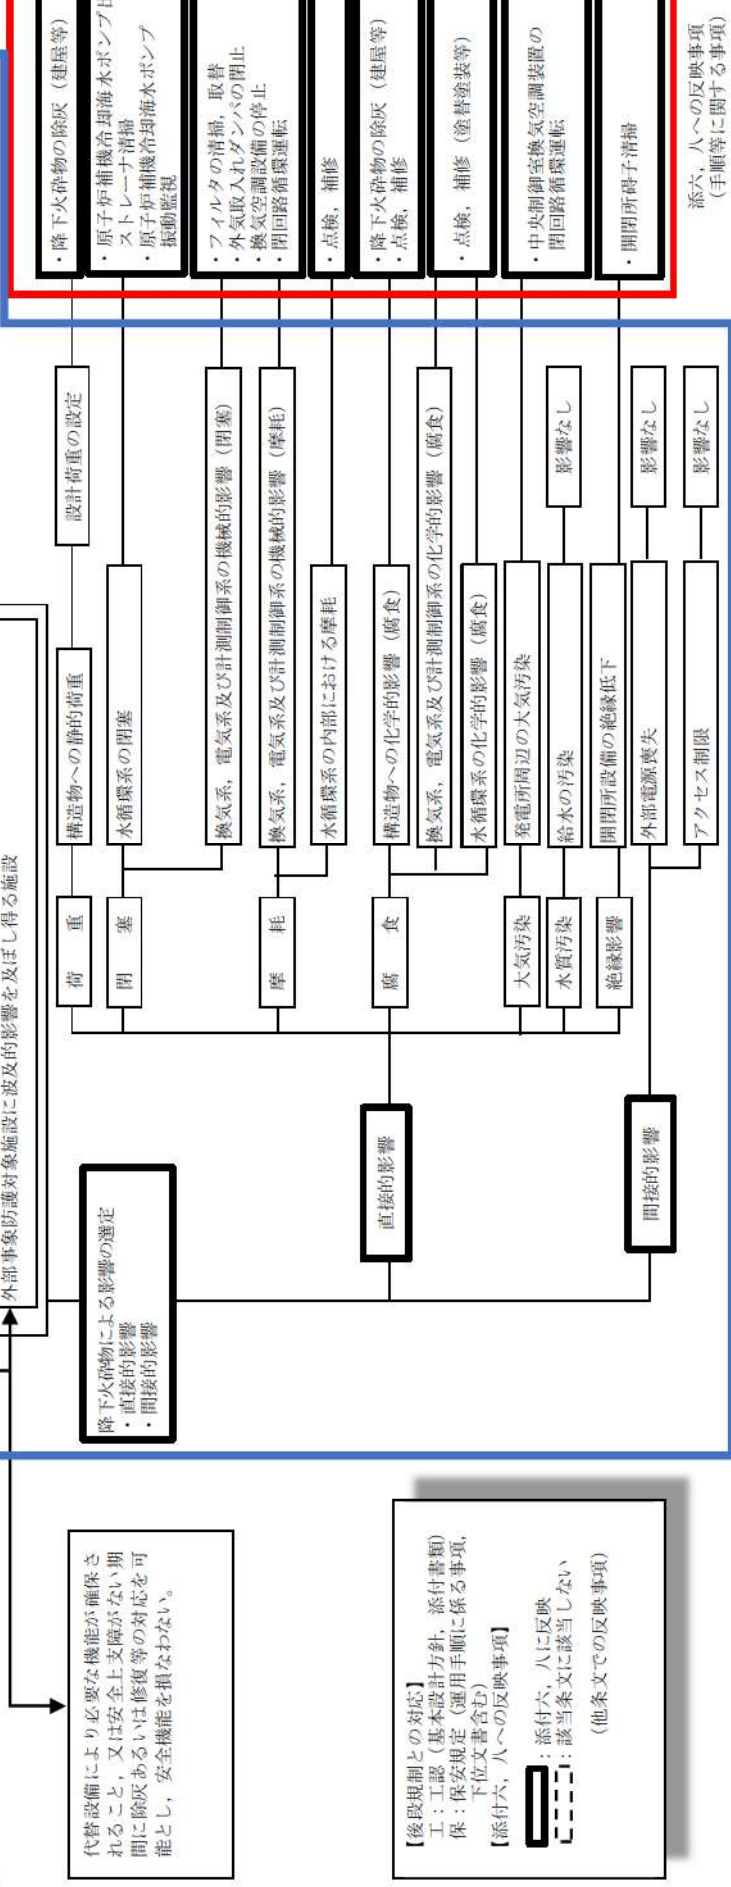 外部事象防護対象施設に波及的影響を及ぼし得る施設
代替設備により必要な機能が確保さ
れること，又は安全上支障がない期
間に除灰あるいは修復等の対応を可
能とし，安全機能を損なわない。
降下火砕物による影響の選定
・直接的影響
・間接的影響
直接的影響
間接的影響
荷　重
構造物への静的荷重
設計荷重の設定
・降下火砕物の除灰（建屋等）
閉　塞
水循環系の閉塞
・原子炉補機冷却海水ポンプ出
ストレーナ清掃
・原子炉補機冷却海水ポンプ
振動監視
換気系，電気系及び計測制御系の機械的影響（閉塞）
・フィルタの清掃，取替
・外気取入れダンパの閉止
・換気空調設備の停止
・閉回路循環運転
摩　耗
換気系，電気系及び計測制御系の機械的影響（摩耗）
水循環系の内部における摩耗
・点検，補修
腐　食
構造物への化学的影響（腐食）
・降下火砕物の除灰（建屋等）
・点検，補修
換気系，電気系及び計測制御系の化学的影響（腐食）
水循環系の化学的影響（腐食）
・点検，補修（塗替塗装等）
大気汚染
発電所周辺の大気汚染
・中央制御室換気空調装置の
閉回路循環運転
水質汚染
給水の汚染
影響なし
絶縁影響
開閉所設備の絶縁低下
・開閉所碍子清掃
外部電源喪失
影響なし
アクセス制限
影響なし
添六，八への反映事項
（手順等に関する事項）
【後段規制との対応】
工：工認（基本設計方針，添付書類）
保：保安規定（運用手順に係る事項，
下位文書含む）
【添付六，八への反映事項】
：添付六，八に反映
：該当条文に該当しない
（他条文での反映事項）